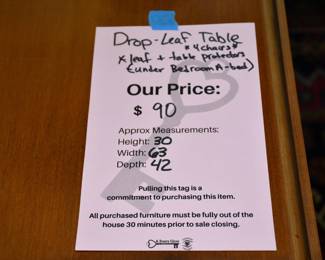 Drop-Leaf Table
* 4 chairs *
x leaf + table protectors
(under Bedroom A-bed)
Our Price:
$ 90
Approx Measurements:
Height: 30
Width: 63
Depth: 42
Pulling this tag is a
commitment to purchasing this item.
All purchased furniture must be fully out of the
house 30 minutes prior to sale closing.